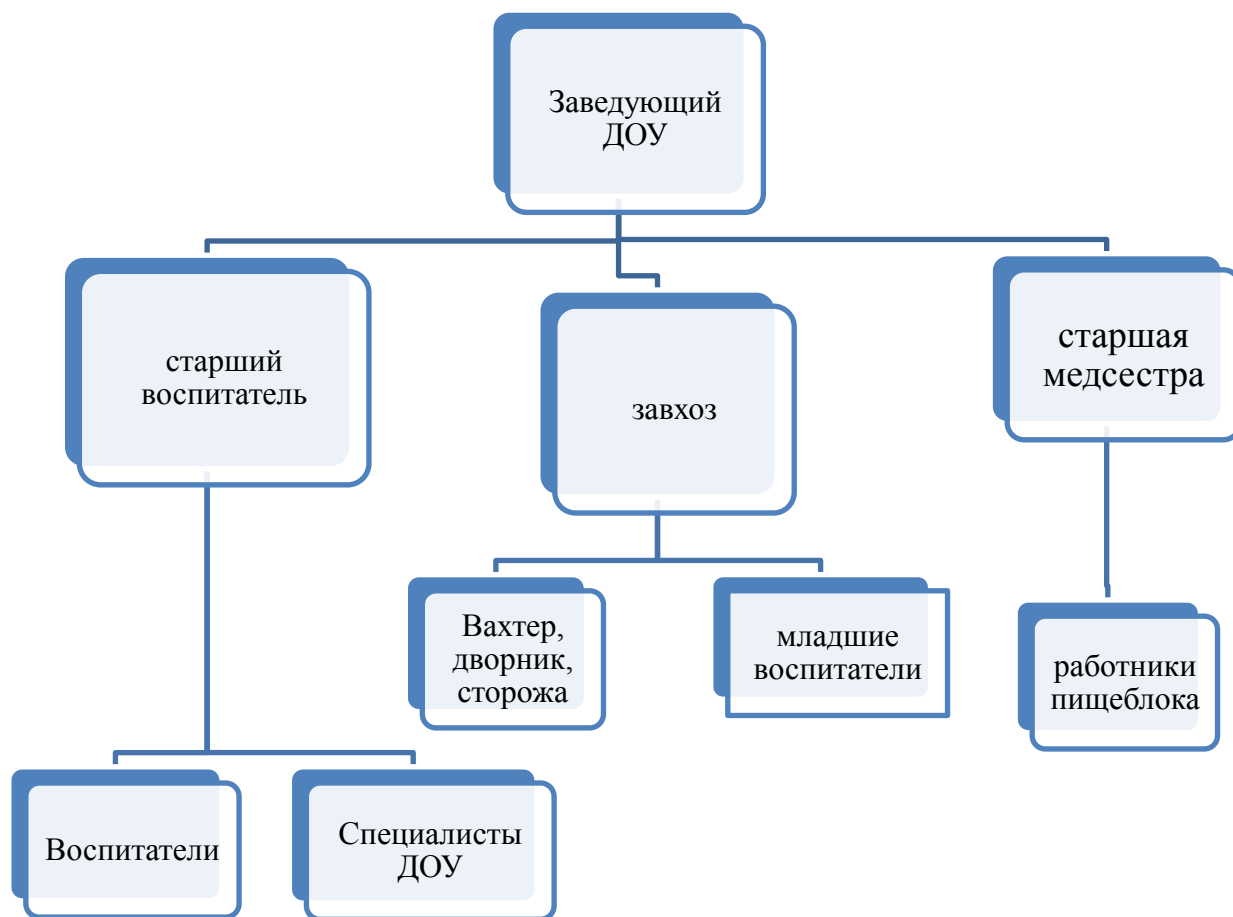 Заведующий
ДОУ
старший
воспитатель
завхоз
старшая
медсестра
Вахтер,
дворник,
сторожа
младшие
воспитатели
работники
пищеблока
Воспитатели
Специалисты
ДОУ